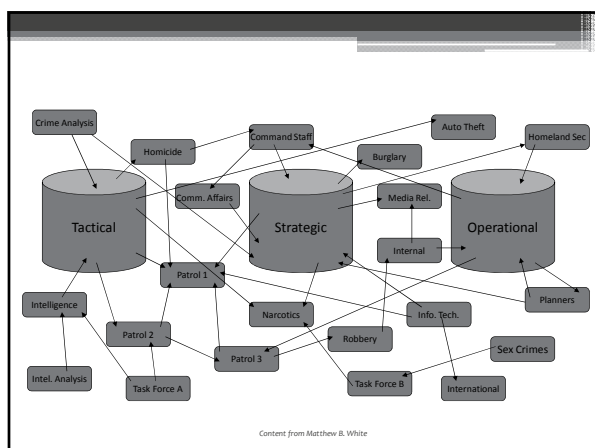 Crime Analysis
Command Staff
Auto Theft
Homeland Sec
Homicide
Burglary
Comm. Affairs
Media Rel.
Tactical
Strategic
Operational
Internal
Patrol 1
Intelligence
Narcotics
Info. Tech.
Planners
Patrol 2
Robbery
Patrol 3
Sex Crimes
Intel. Analysis
Task Force A
Task Force B
International
Content from Matthew B. White